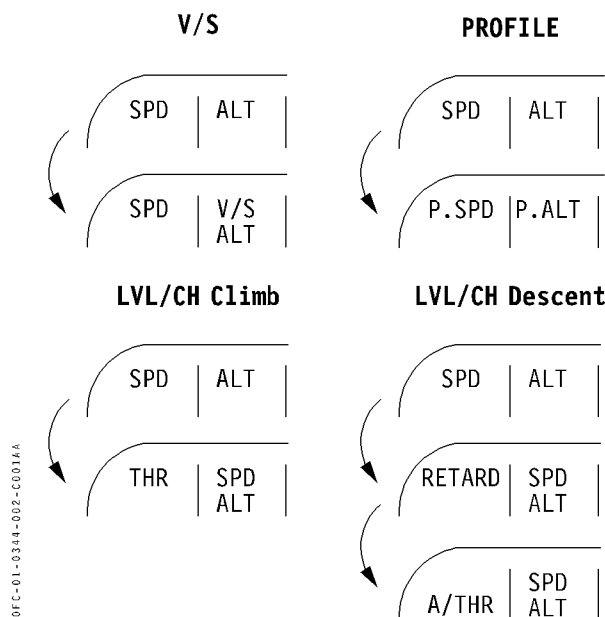 V/S
SPD ALT
SPD V/S
ALT
PROFILE
SPD ALT
P.SPD P.ALT
LVL/CH Climb
SPD ALT
THR SPD
ALT
LVL/CH Descent
SPD ALT
RETARD SPD
ALT
A/THR SPD
ALT
OFC-01-0344-002-C001AA